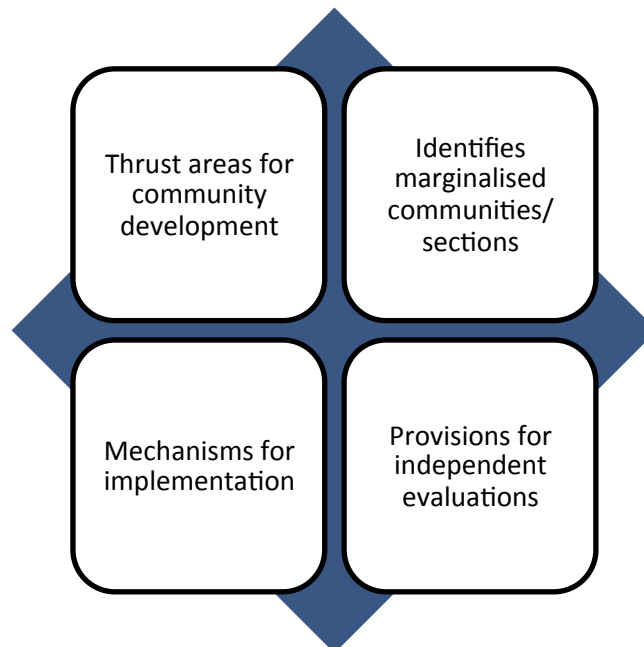 Thrust areas for
community
development
Identifies
marginalised
communities/
sections
Mechanisms for
implementation
Provisions for
independent
evaluations